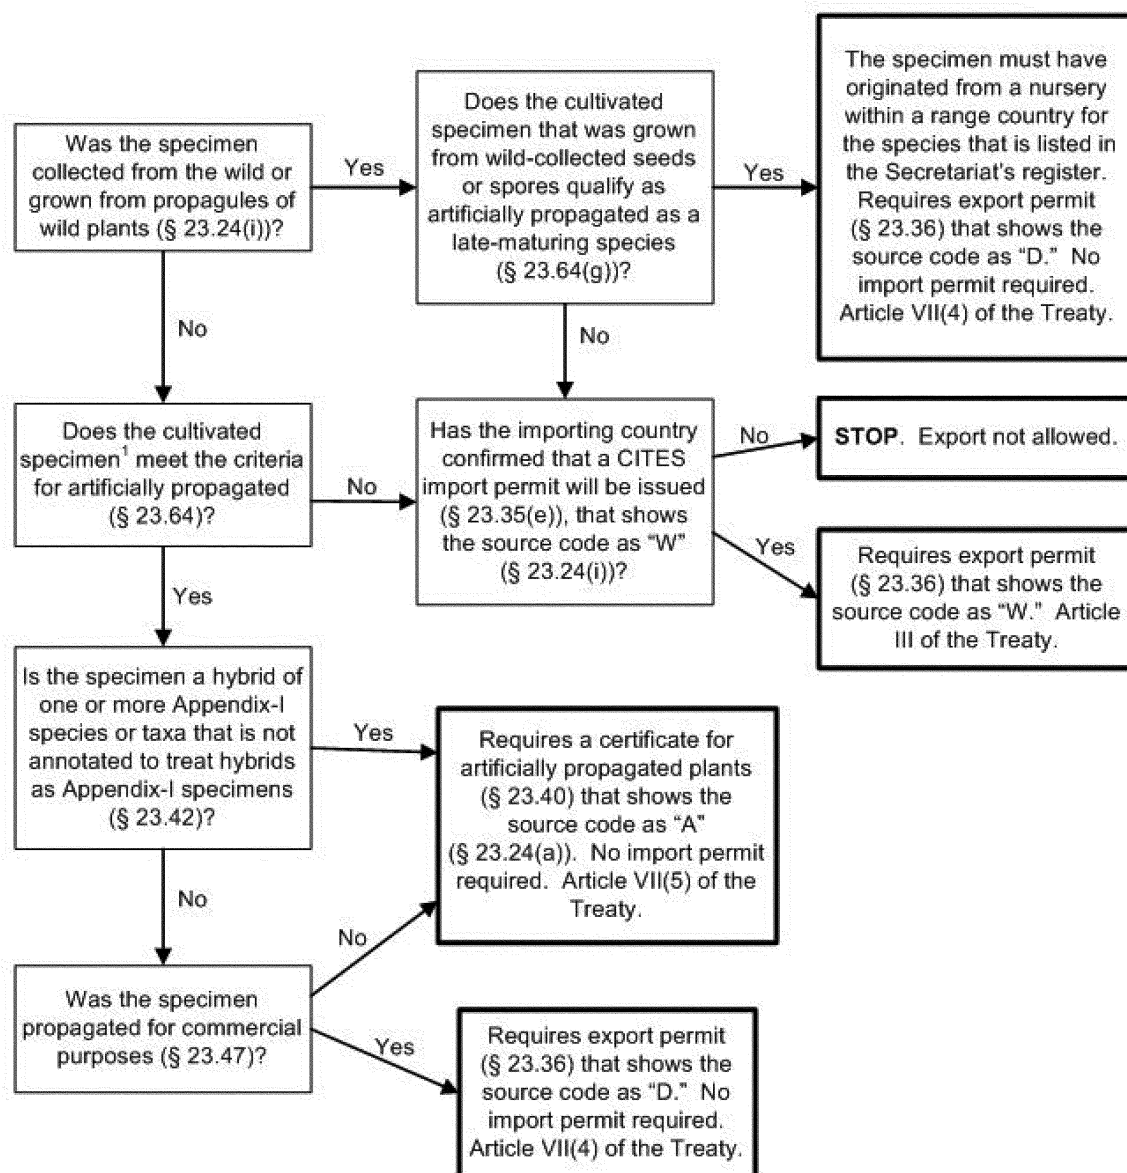 Was the specimen
collected from the wild or
grown from propagules of
wild plants (§ 23.24(i))?
Yes
Does the cultivated
specimen that was grown
from wild-collected seeds
or spores qualify as
artificially propagated as a
late-maturing species
(§ 23.64(g))?
Yes
The specimen must have
originated from a nursery
within a range country for
the species that is listed in
the Secretariat's register.
Requires export permit
(§ 23.36) that shows the
source code as “D.” No
import permit required.
Article VII(4) of the Treaty.
No
No
Does the cultivated
specimen¹ meet the criteria
for artificially propagated
(§ 23.64)?
No
Has the importing country
confirmed that a CITES
import permit will be issued
(§ 23.35(e)), that shows
the source code as “W”
(§ 23.24(i))?
No
STOP. Export not allowed.
Yes
Requires export permit
(§ 23.36) that shows the
source code as “W.” Article
III of the Treaty.
Yes
Is the specimen a hybrid of
one or more Appendix-I
species or taxa that is not
annotated to treat hybrids
as Appendix-I specimens
(§ 23.42)?
Yes
Requires a certificate for
artificially propagated plants
(§ 23.40) that shows the
source code as “A”
(§ 23.24(a)). No import permit
required. Article VII(5) of the
Treaty.
No
No
Was the specimen
propagated for commercial
purposes (§ 23.47)?
Yes
Requires export permit
(§ 23.36) that shows the
source code as “D.” No
import permit required.
Article VII(4) of the Treaty.